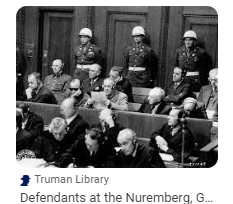 Truman Library
Defendants at the Nuremberg, G...